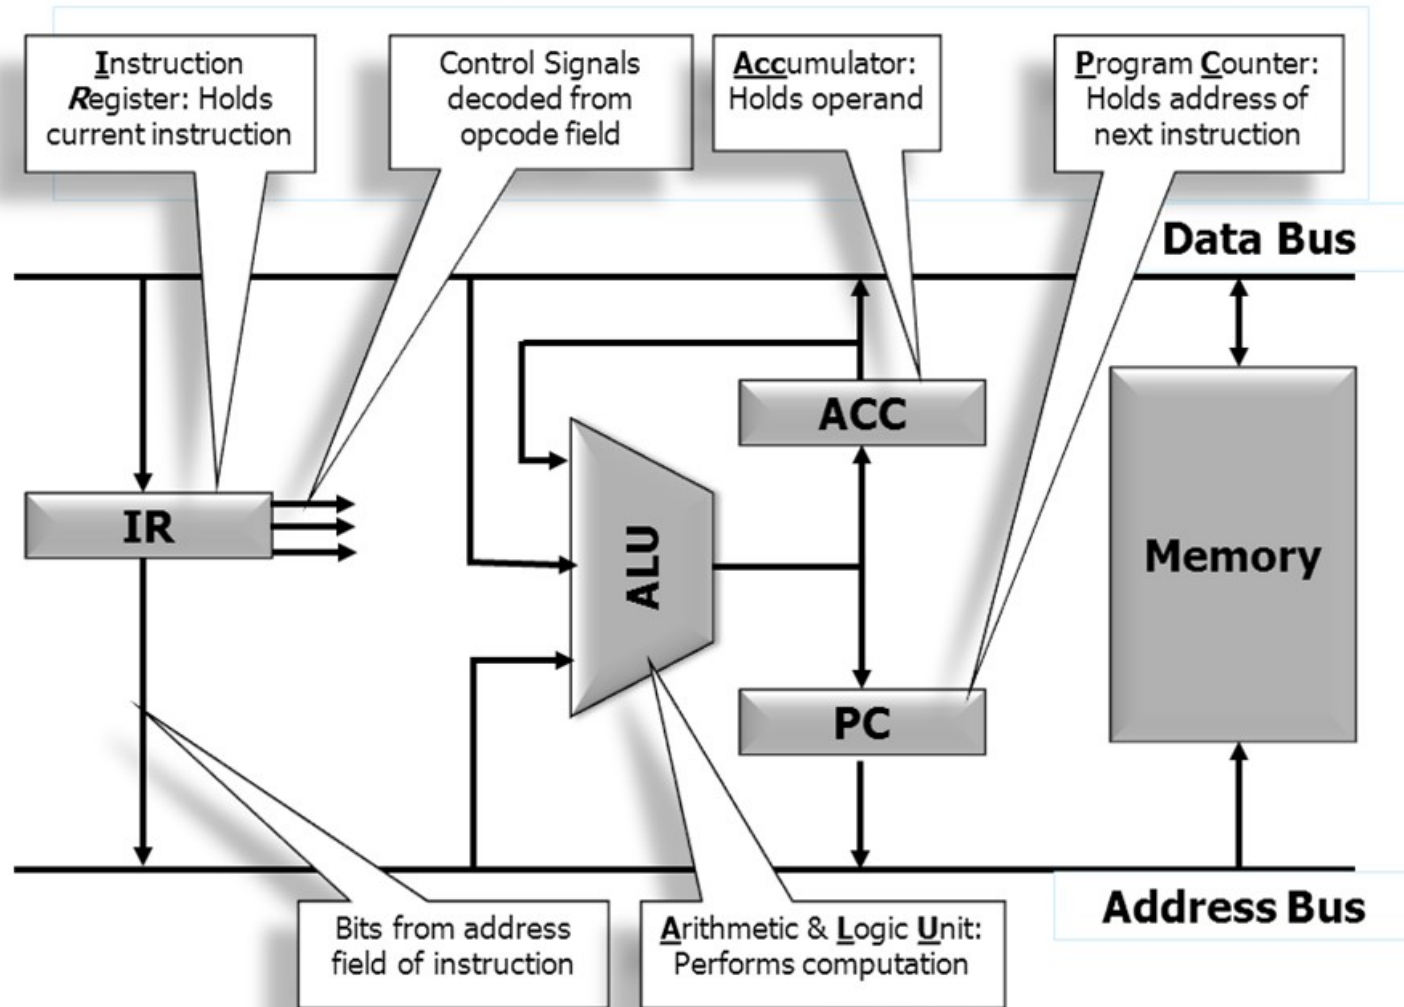 Instruction
Register: Holds
current instruction
Control Signals
decoded from
opcode field
Accumulator:
Holds operand
Program Counter:
Holds address of
next instruction
Data Bus
ACC
IR
ALU
Memory
PC
Address Bus
Bits from address
field of instruction
Arithmetic & Logic Unit:
Performs computation